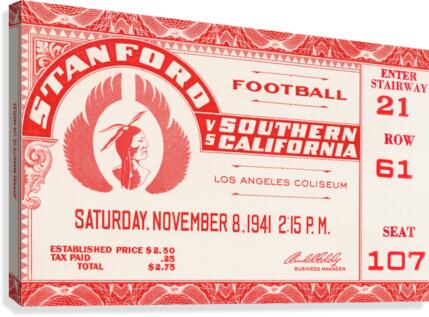 STANFORD
VS SOUTHERN CALIFORNIA
FOOTBALL
LOS ANGELES COLISEUM
SATURDAY, NOVEMBER 8, 1941 2:15 P.M.
ESTABLISHED PRICE $2.50
TAX PAID .25
TOTAL $2.75
BUSINESS MANAGER
ENTER
STAIRWAY
21
ROW
61
SEAT
107